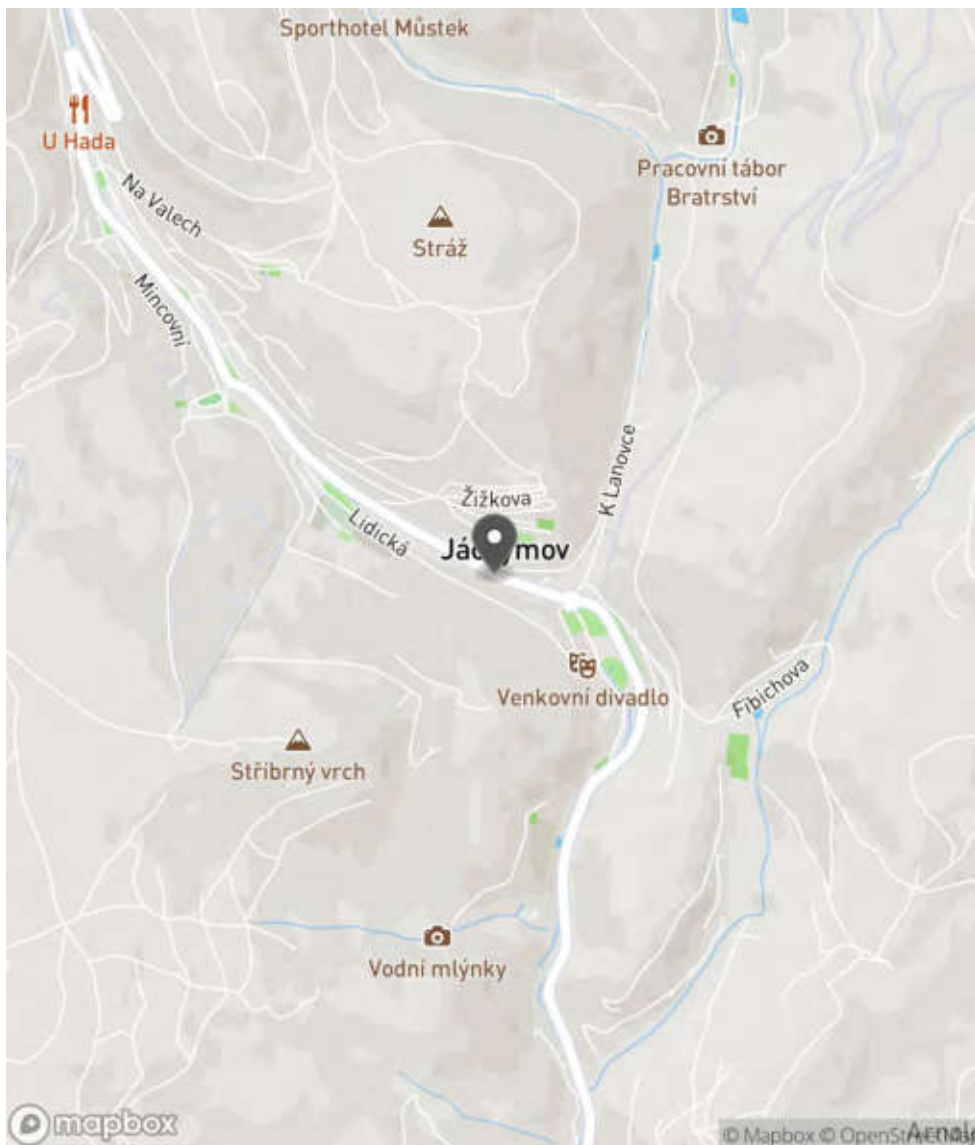 Sporthotel Můstek
U Hada
Pracovní tábor
Bratrství
Na Valech
Stráž
Mincovní
K Lanovce
Žižkova
Lidická
Fibichova
Venkovní divadlo
Stříbrný vrch
Vodní mlýnky
mapbox
© Mapbox ©